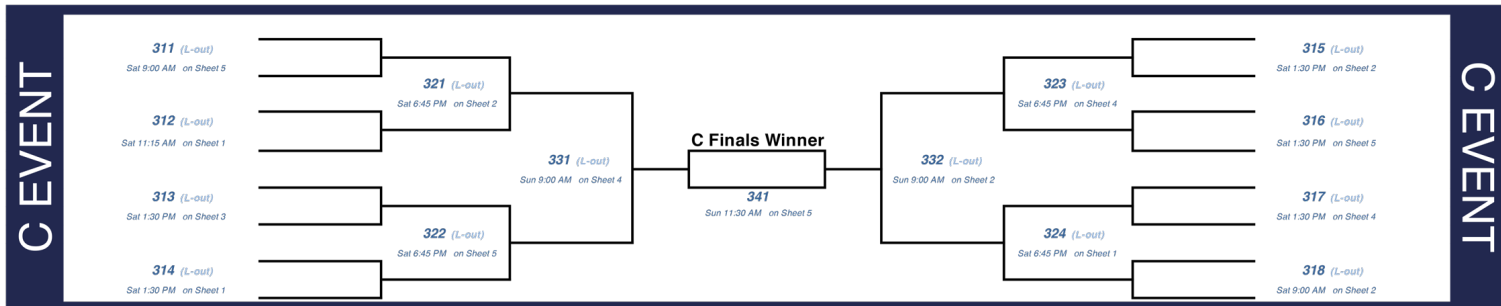 C EVENT
311 (L-out)
Sat 9:00 AM on Sheet 5
312 (L-out)
Sat 11:15 AM on Sheet 1
313 (L-out)
Sat 1:30 PM on Sheet 3
314 (L-out)
Sat 1:30 PM on Sheet 1
321 (L-out)
Sat 6:45 PM on Sheet 2
322 (L-out)
Sat 6:45 PM on Sheet 5
331 (L-out)
Sun 9:00 AM on Sheet 4
C Finals Winner
341
Sun 11:30 AM on Sheet 5
332 (L-out)
Sun 9:00 AM on Sheet 2
323 (L-out)
Sat 6:45 PM on Sheet 4
324 (L-out)
Sat 6:45 PM on Sheet 1
315 (L-out)
Sat 1:30 PM on Sheet 2
316 (L-out)
Sat 1:30 PM on Sheet 5
317 (L-out)
Sat 1:30 PM on Sheet 4
318 (L-out)
Sat 9:00 AM on Sheet 2
C EVENT